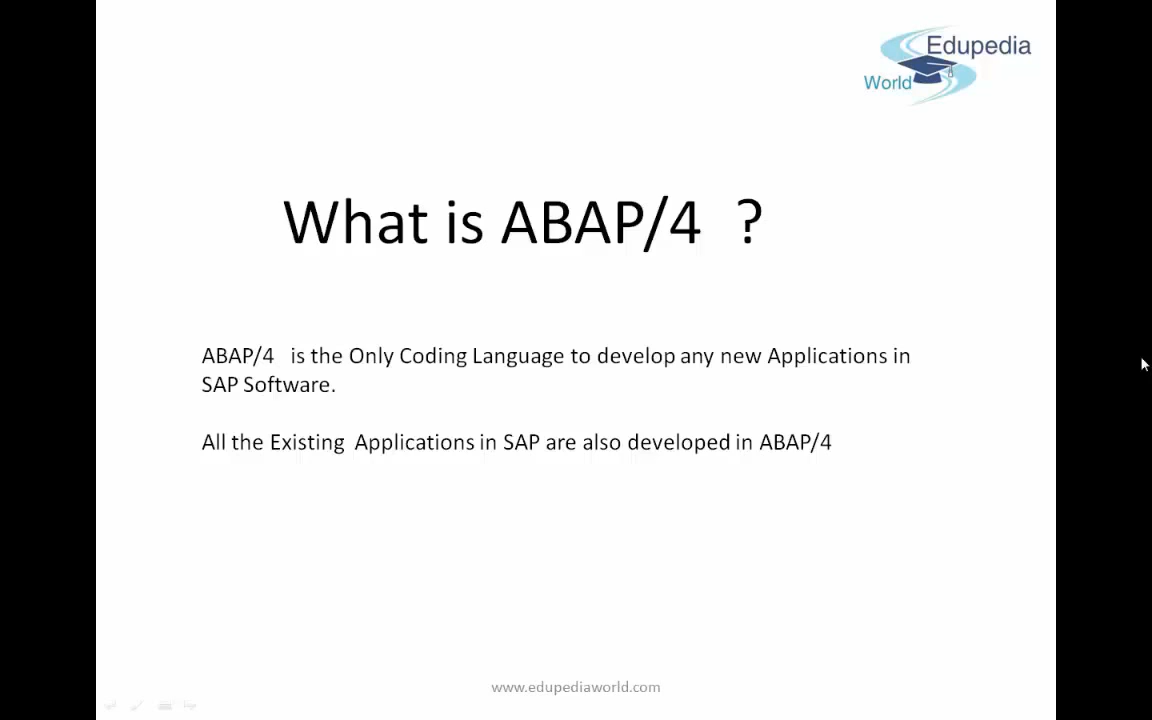 Edupedia
World
What is ABAP/4 ?
ABAP/4 is the Only Coding Language to develop any new Applications in
SAP Software.
All the Existing Applications in SAP are also developed in ABAP/4
www.edupediaworld.com